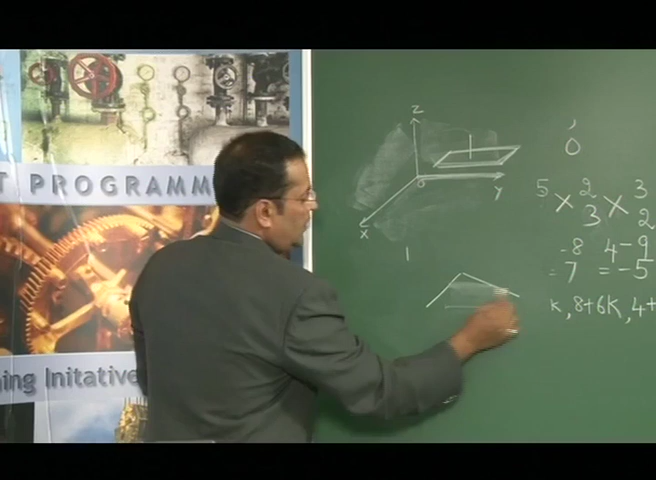 T PROGRAMM
ning Initative
z
o
y
x
1
0
5 2 3
3 2
-8 4-9
= 7 = -5
K, 8+6K, 4+